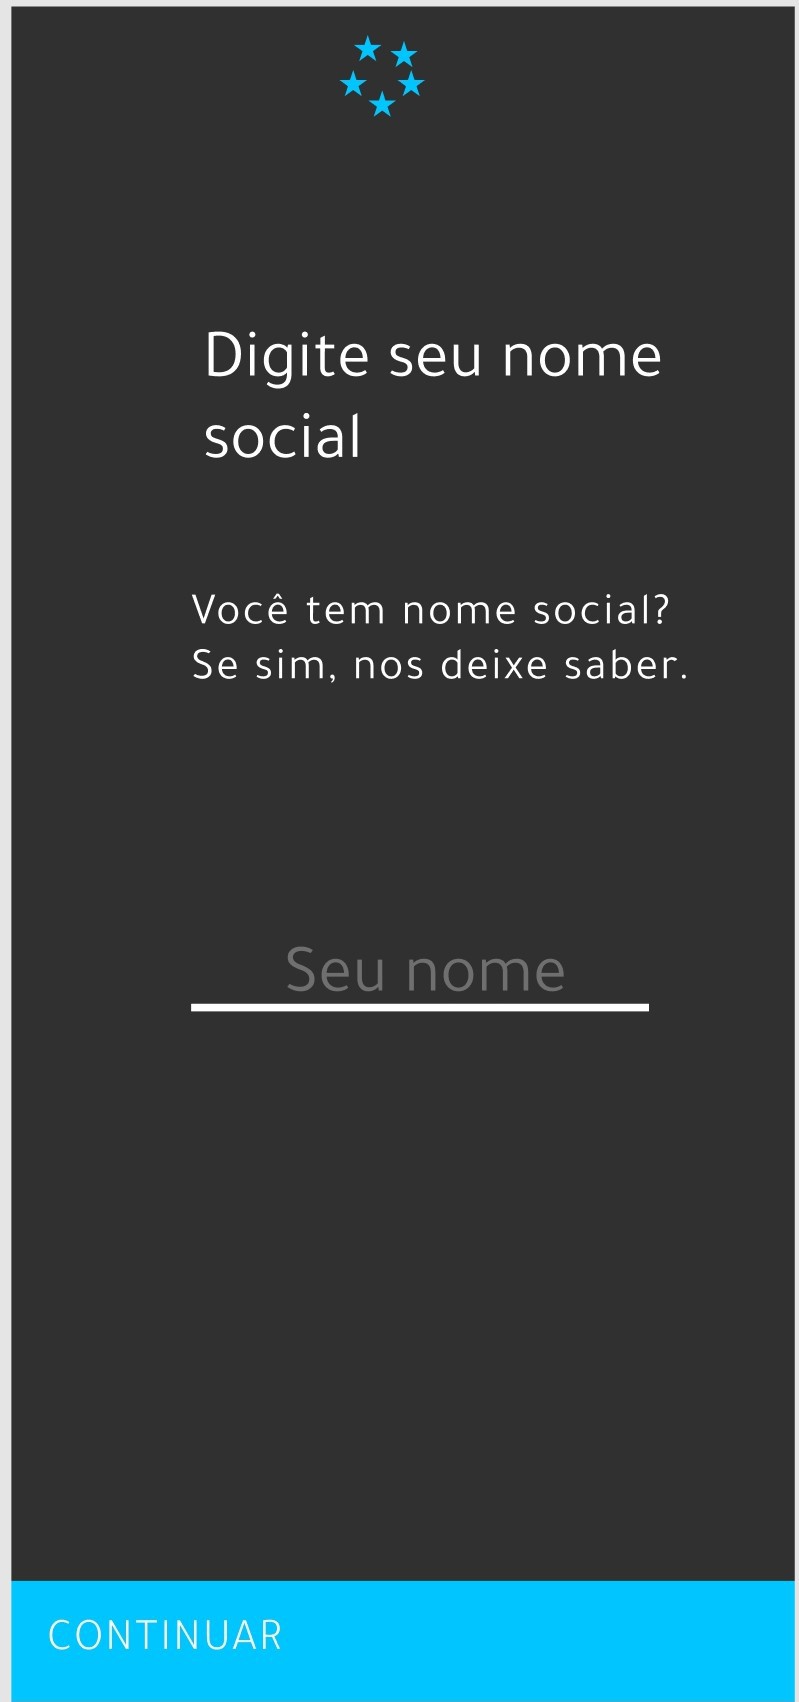 Digite seu nome
social
Você tem nome social?
Se sim, nos deixe saber.
Seu nome
CONTINUAR